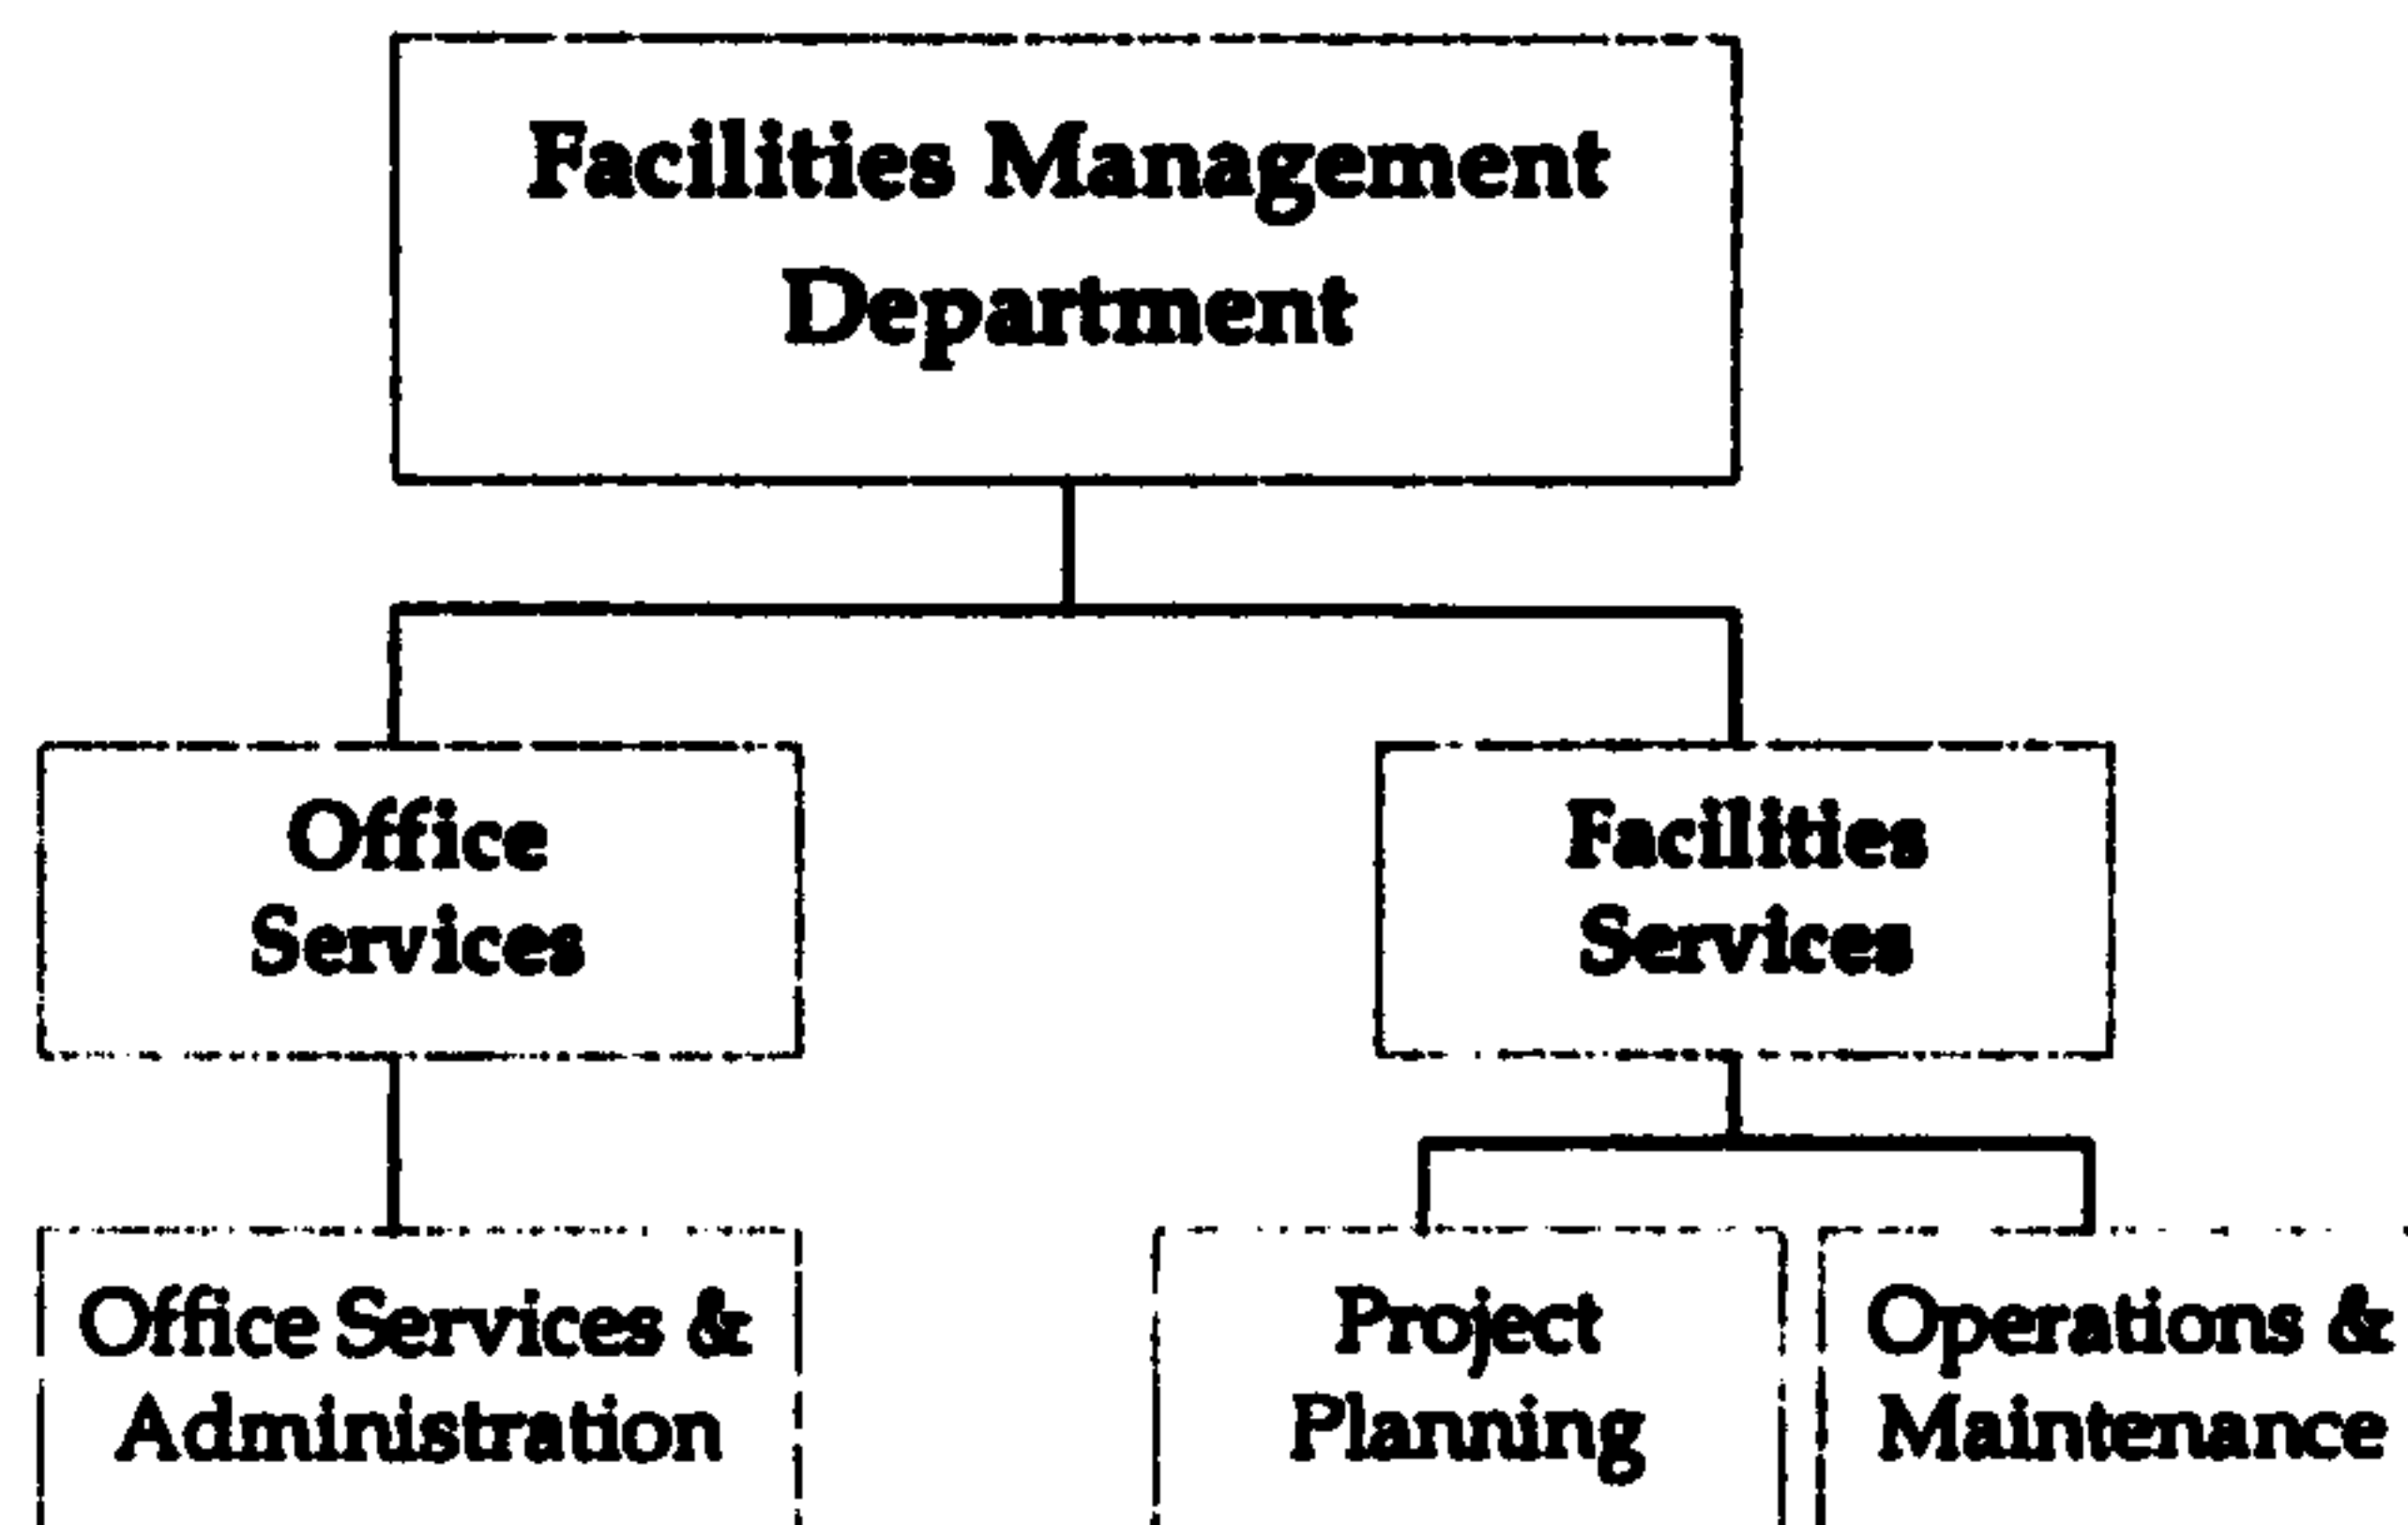 Facilities Management
Department
Office
Services
Facilities
Services
Office Services &
Administration
Project
Planning
Operations &
Maintenance